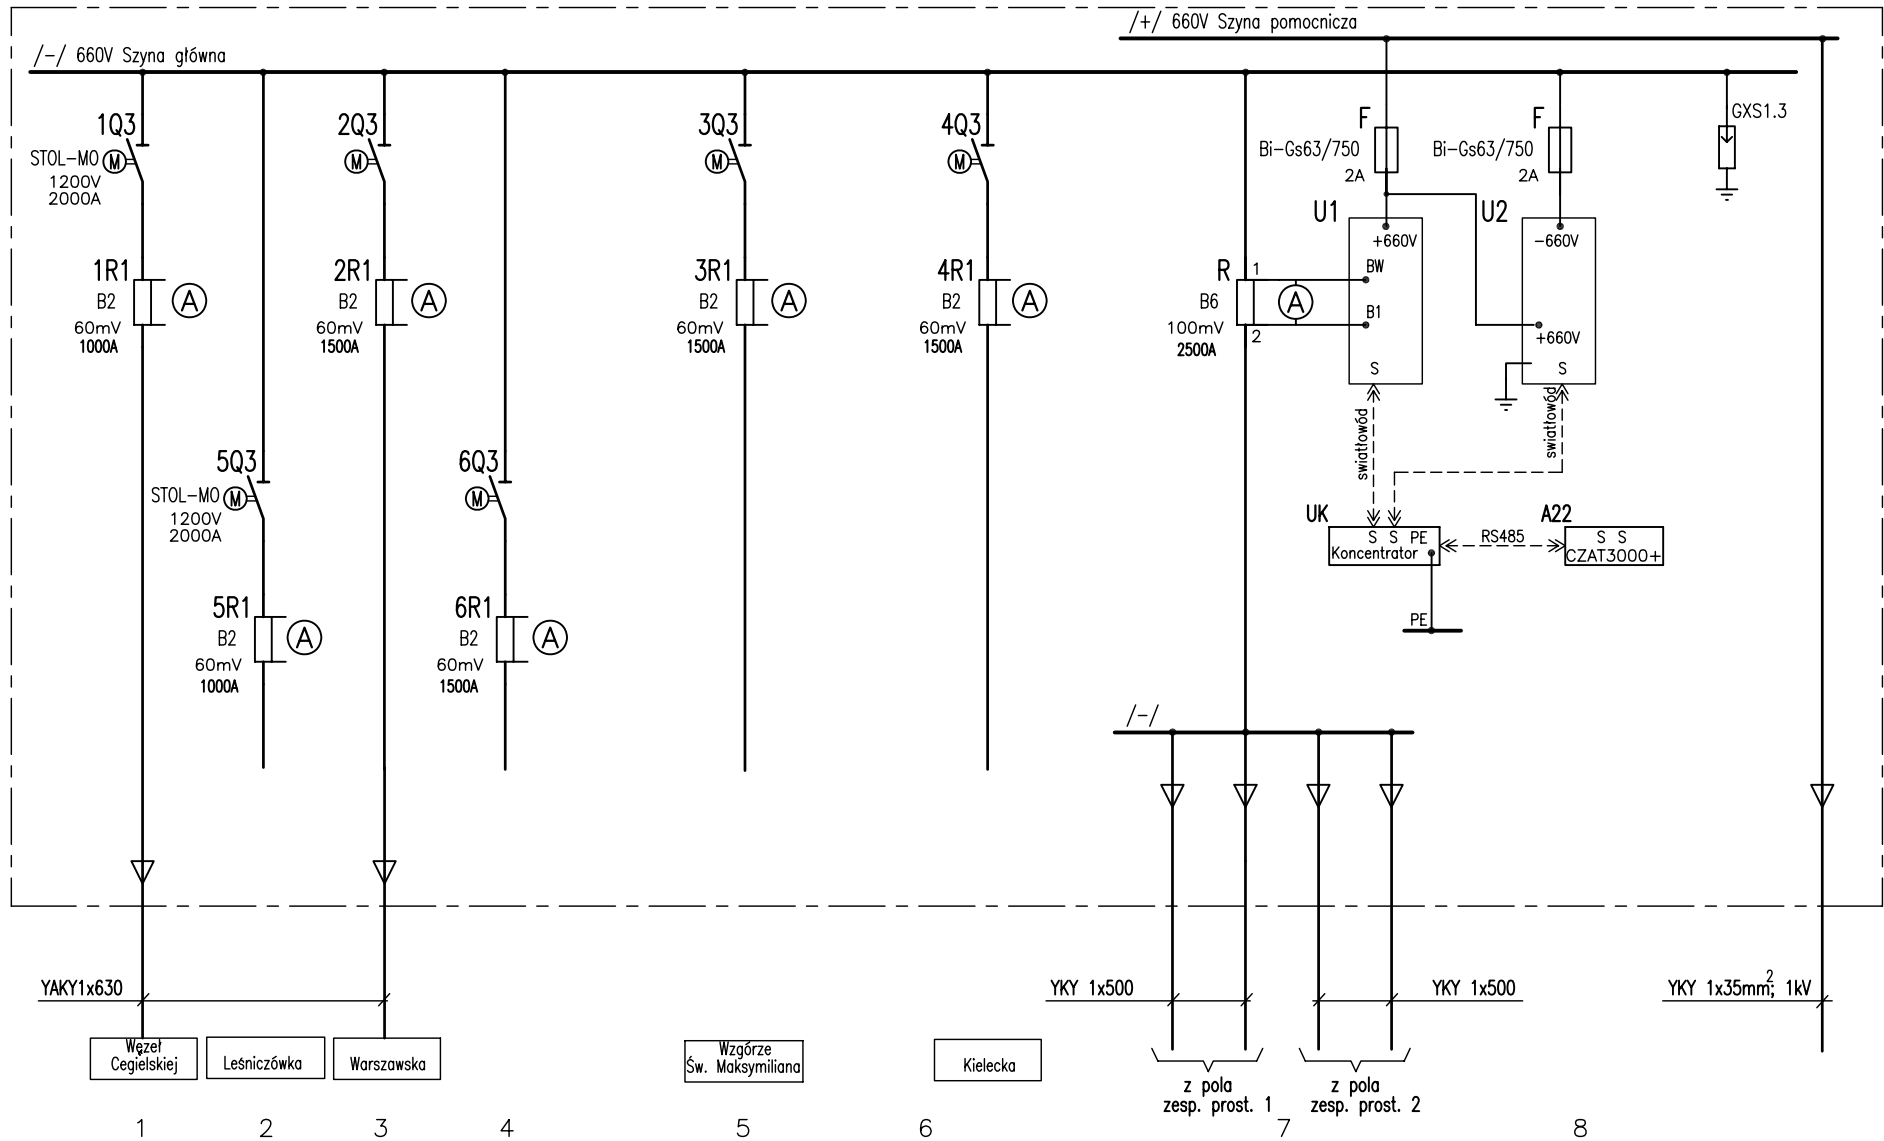 /+/ 660V Szyna pomocnicza
/-/ 660V Szyna główna
1Q3
STOL-MO
M
1200V
2000A
2Q3
M
3Q3
M
4Q3
M
F
Bi-Gs63/750
2A
F
Bi-Gs63/750
2A
GXS1.3
1R1
B2
60mV
1000A
A
2R1
B2
60mV
1500A
A
3R1
B2
60mV
1500A
A
4R1
B2
60mV
1500A
A
R
B6
100mV
2500A
1
2
A
U1
+660V
BW
B1
S
U2
-660V
+660V
S
swiatłowód
swiatłowód
5Q3
STOL-MO
M
1200V
2000A
6Q3
M
UK
S S PE
Koncentrator
RS485
A22
S S
CZAT3000+
PE
5R1
B2
60mV
1000A
A
6R1
B2
60mV
1500A
A
/-/
YAKY1x630
YKY 1x500
YKY 1x500
YKY 1x35mm²; 1kV
Węzeł
Cegielskiej
Leśniczówka
Warszawska
Wzgórze
Św. Maksymiliana
Kielecka
z pola
zesp. prost. 1
z pola
zesp. prost. 2
1 2 3 4 5 6 7 8